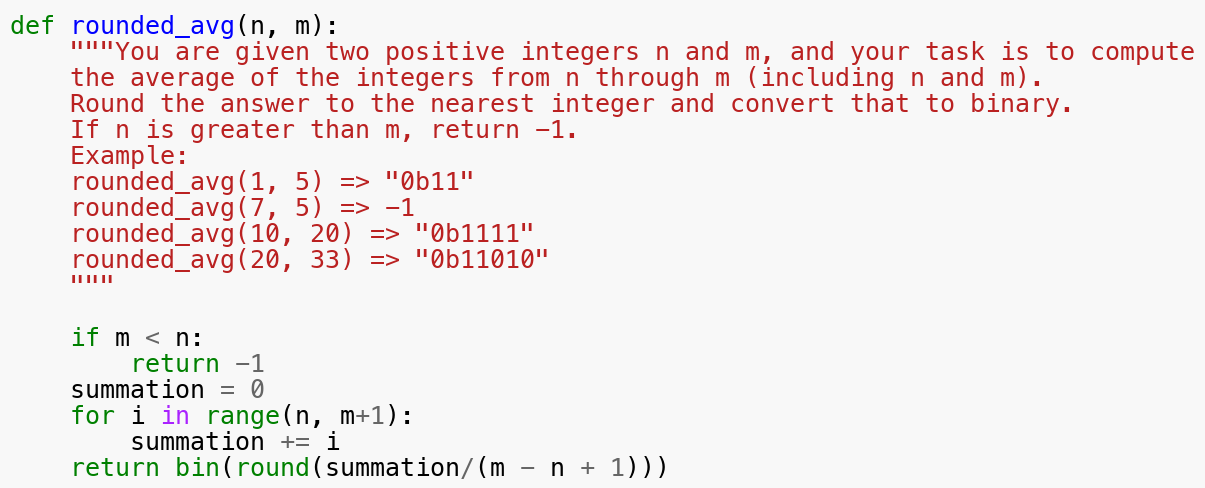 def rounded_avg(n, m):
    """You are given two positive integers n and m, and your task is to compute
    the average of the integers from n through m (including n and m).
    Round the answer to the nearest integer and convert that to binary.
    If n is greater than m, return -1.
    Example:
    rounded_avg(1, 5) => "0b11"
    rounded_avg(7, 5) => -1
    rounded_avg(10, 20) => "0b1111"
    rounded_avg(20, 33) => "0b11010"
    """

    if m < n:
        return -1
    summation = 0
    for i in range(n, m+1):
        summation += i
    return bin(round(summation/(m - n + 1)))